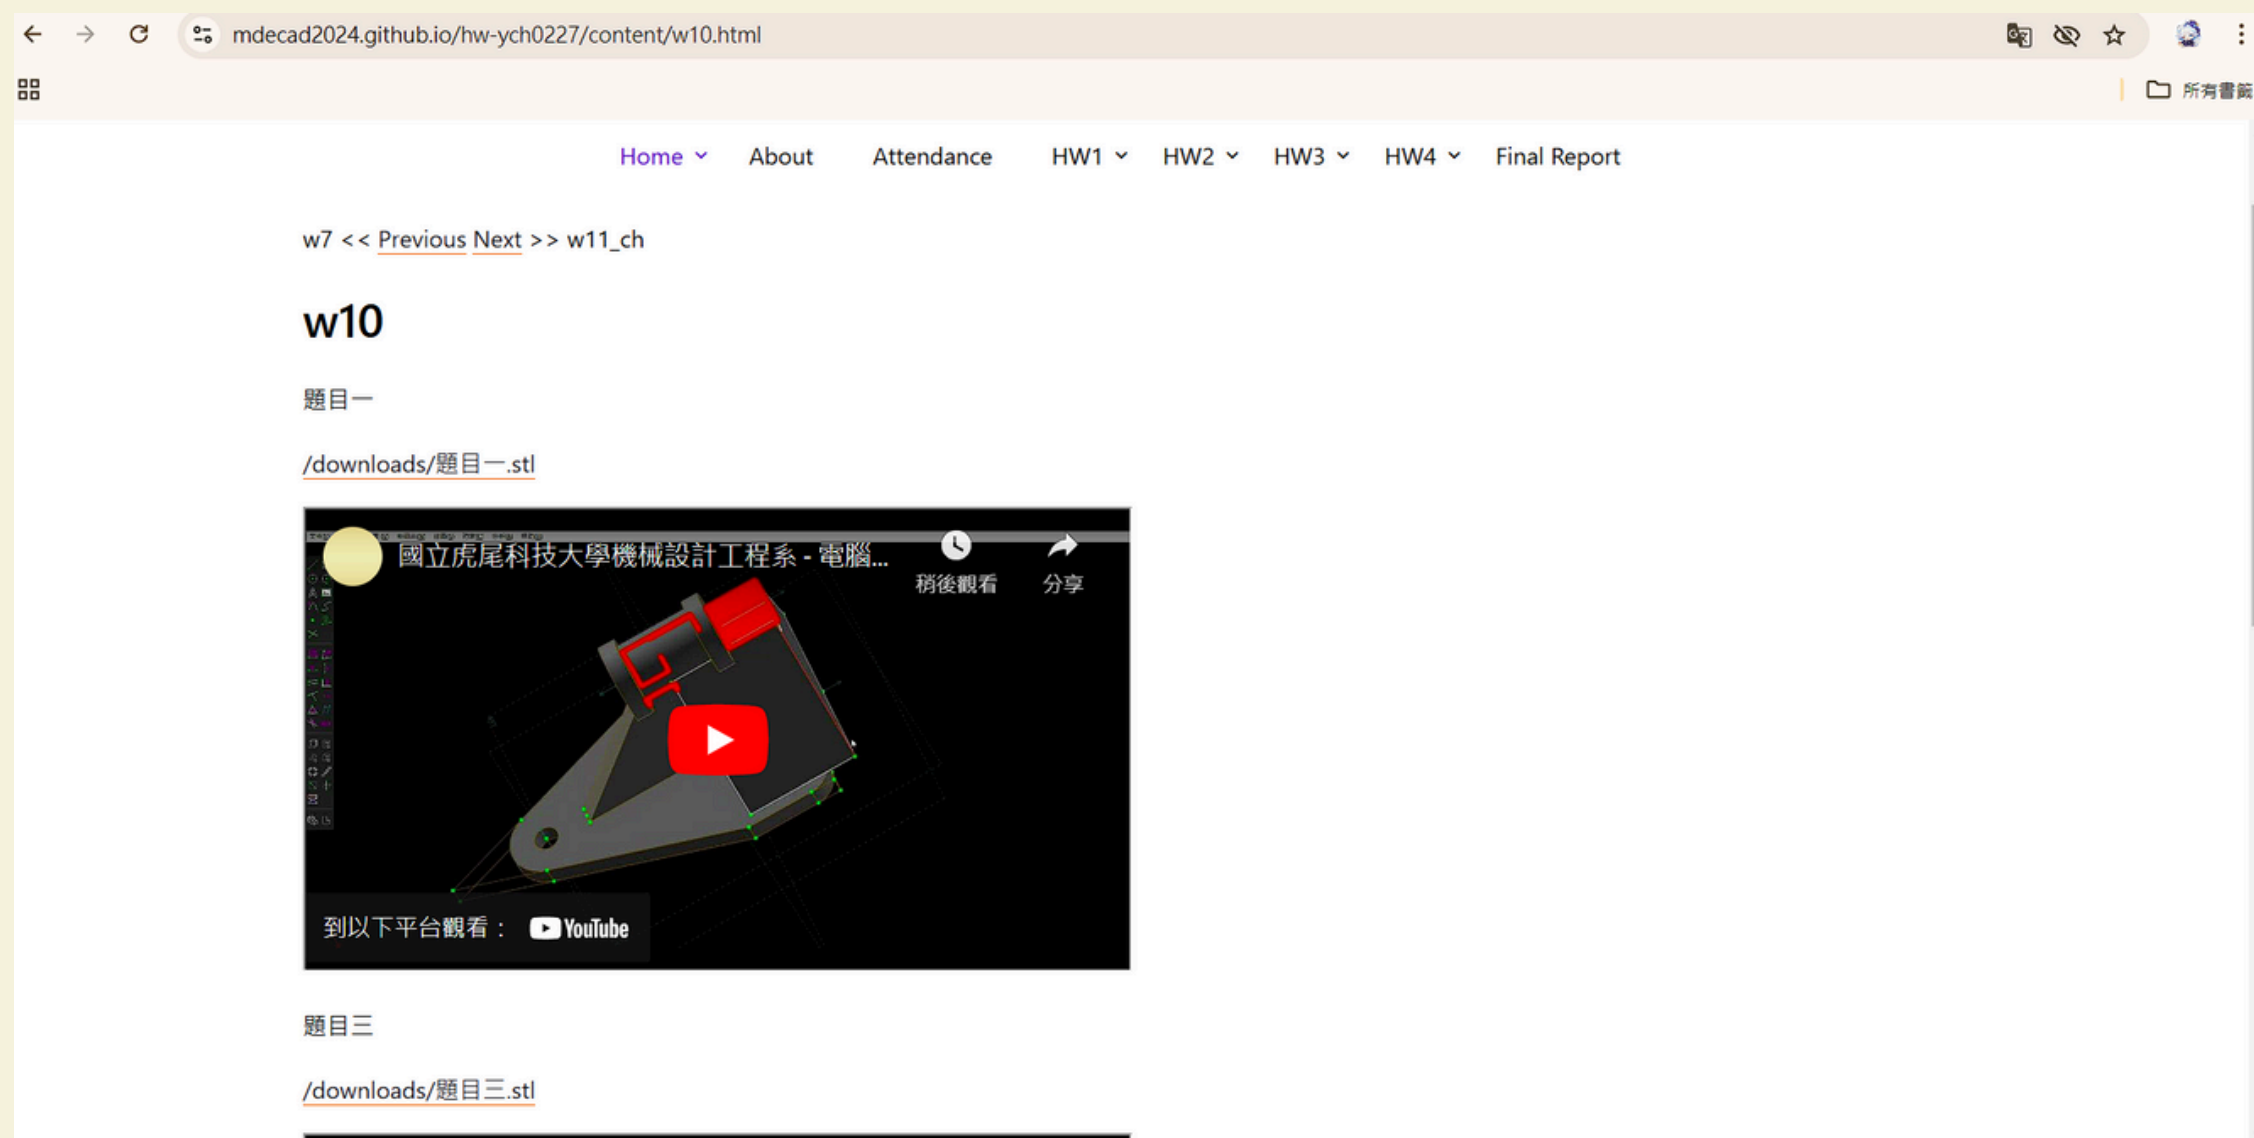 mdecad2024.github.io/hw-ych0227/content/w10.html
所有書籤
Home About Attendance HW1 HW2 HW3 HW4 Final Report
w7 << Previous Next >> w11_ch
w10
題目一
/downloads/題目一.stl
國立虎尾科技大學機械設計工程系 - 電腦...
稍後觀看
分享
到以下平台觀看：
YouTube
題目三
/downloads/題目三.stl